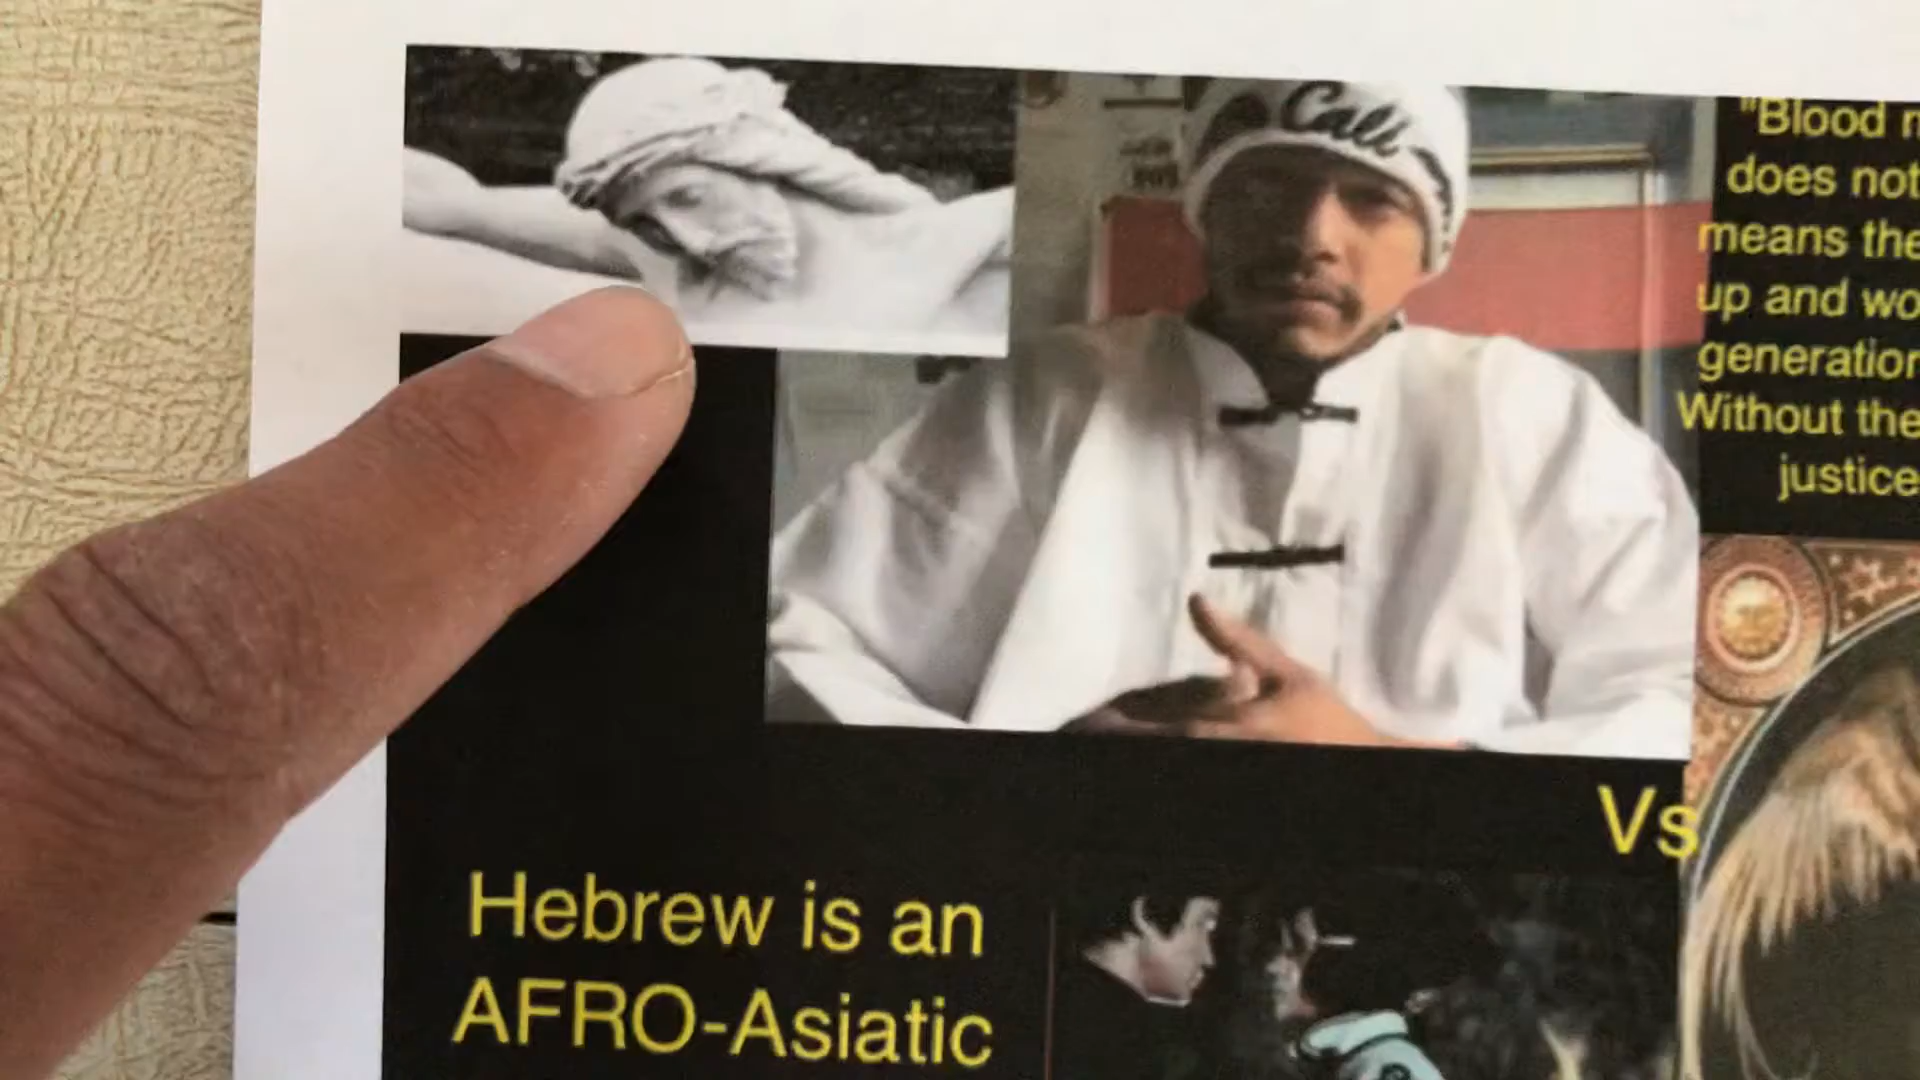 Cali
"Blood
does not
means the
up and wo
generation
Without the
justice
Vs
Hebrew is an
AFRO-Asiatic